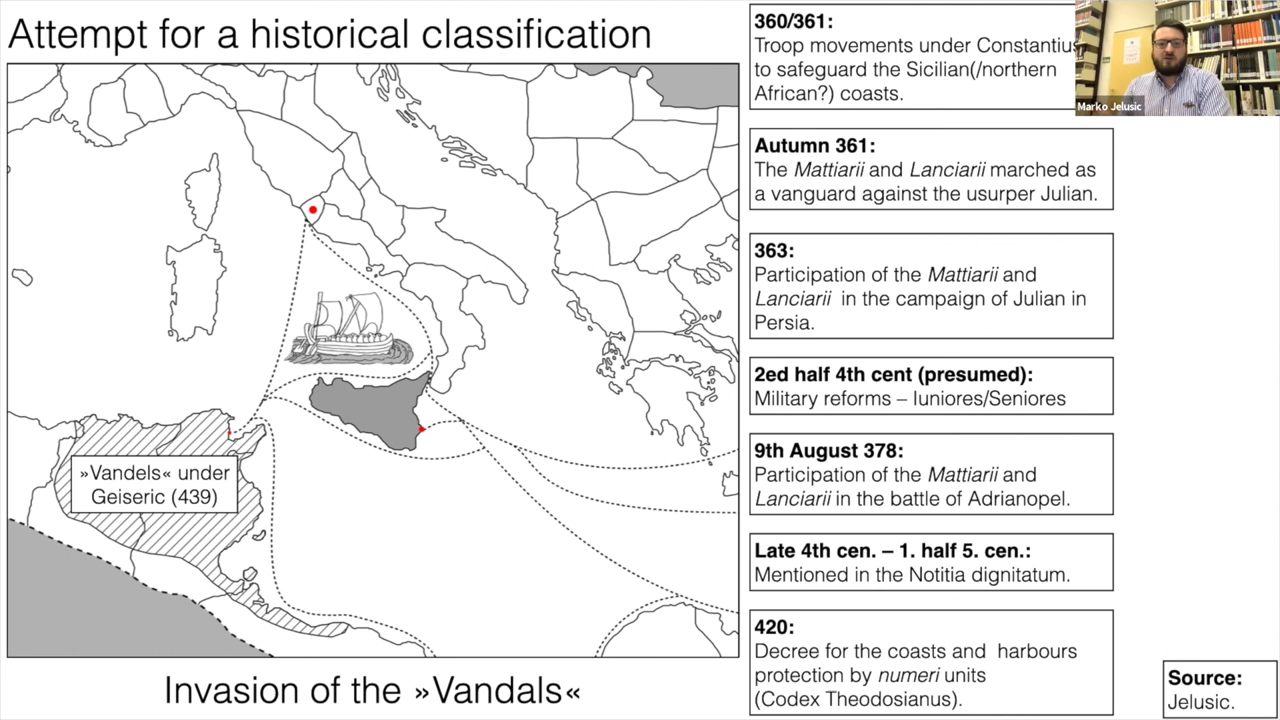 Attempt for a historical classification
»Vandels« under
Geiseric (439)
Invasion of the »Vandals«
360/361:
Troop movements under Constantius
to safeguard the Sicilian(/northern
African?) coasts.
Autumn 361:
The Mattiarii and Lanciarii marched as
a vanguard against the usurper Julian.
363:
Participation of the Mattiarii and
Lanciarii in the campaign of Julian in
Persia.
2ed half 4th cent (presumed):
Military reforms – Iuniores/Seniores
9th August 378:
Participation of the Mattiarii and
Lanciarii in the battle of Adrianopel.
Late 4th cen. – 1. half 5. cen.:
Mentioned in the Notitia dignitatum.
420:
Decree for the coasts and harbours
protection by numeri units
(Codex Theodosianus).
Marko Jelusic
Source:
Jelusic.